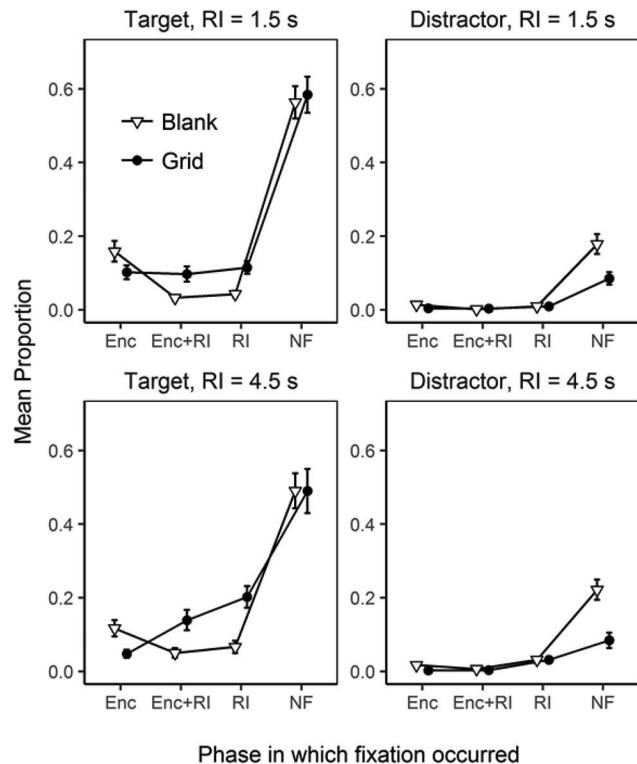 Target, RI = 1.5 s
Distractor, RI = 1.5 s
0.6
0.4
0.2
0.0
Blank
Grid
Enc Enc+RI RI NF
0.6
0.4
0.2
0.0
Enc Enc+RI RI NF
Mean Proportion
Target, RI = 4.5 s
Distractor, RI = 4.5 s
0.6
0.4
0.2
0.0
Enc Enc+RI RI NF
0.6
0.4
0.2
0.0
Enc Enc+RI RI NF
Phase in which fixation occurred